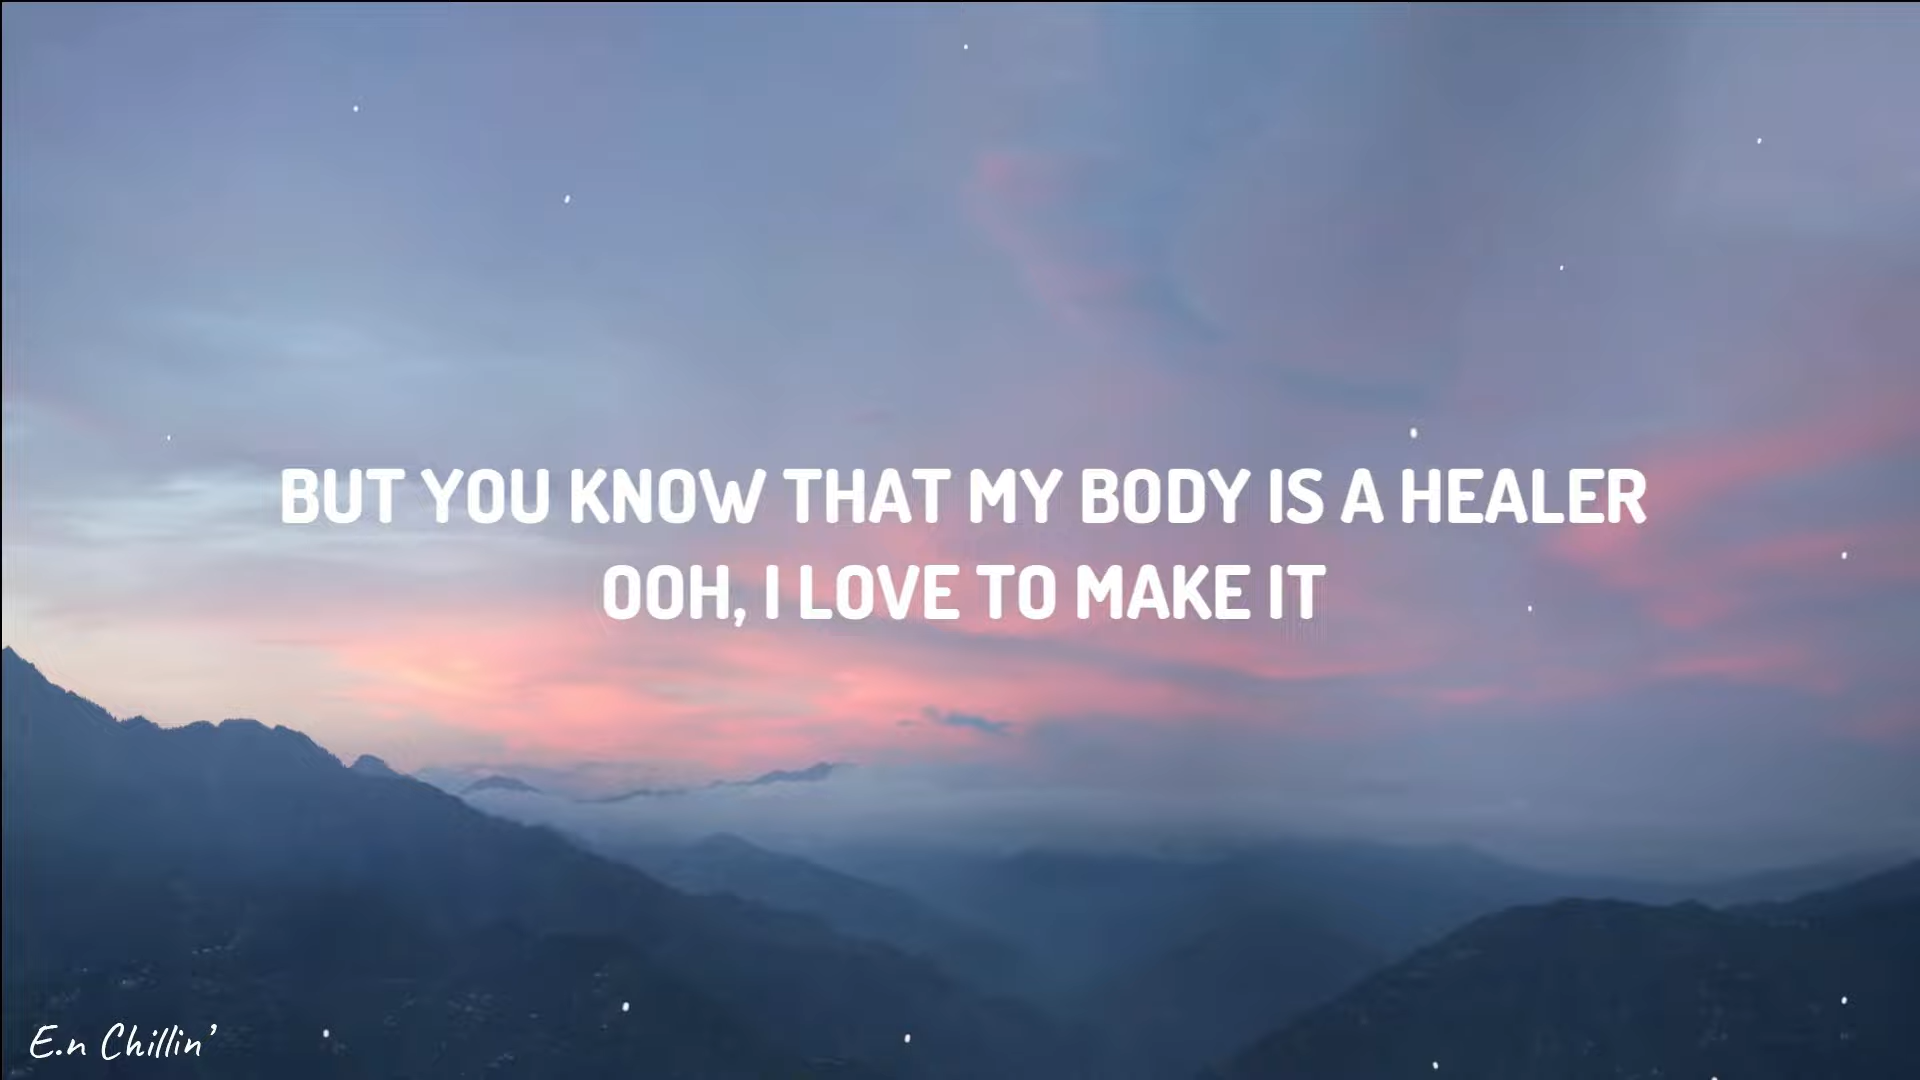 BUT YOU KNOW THAT MY BODY IS A HEALER
OOH, I LOVE TO MAKE IT
E.n Chillin'